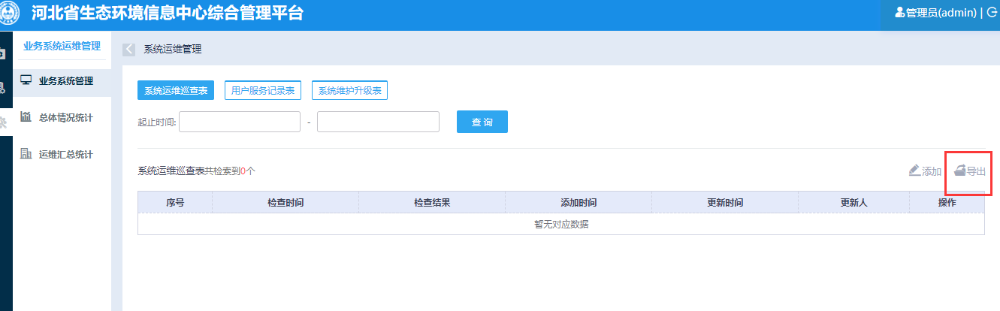 河北省生态环境信息中心综合管理平台
管理员(admin) |
业务系统运维管理
系统运维管理
业务系统管理
总体情况统计
运维汇总统计
系统运维巡查表 用户服务记录表 系统维护升级表
起止时间: - 查 询
系统运维巡查表共检索到0个 添加 导出
序号 检查时间 检查结果 添加时间 更新时间 更新人 操作
暂无对应数据